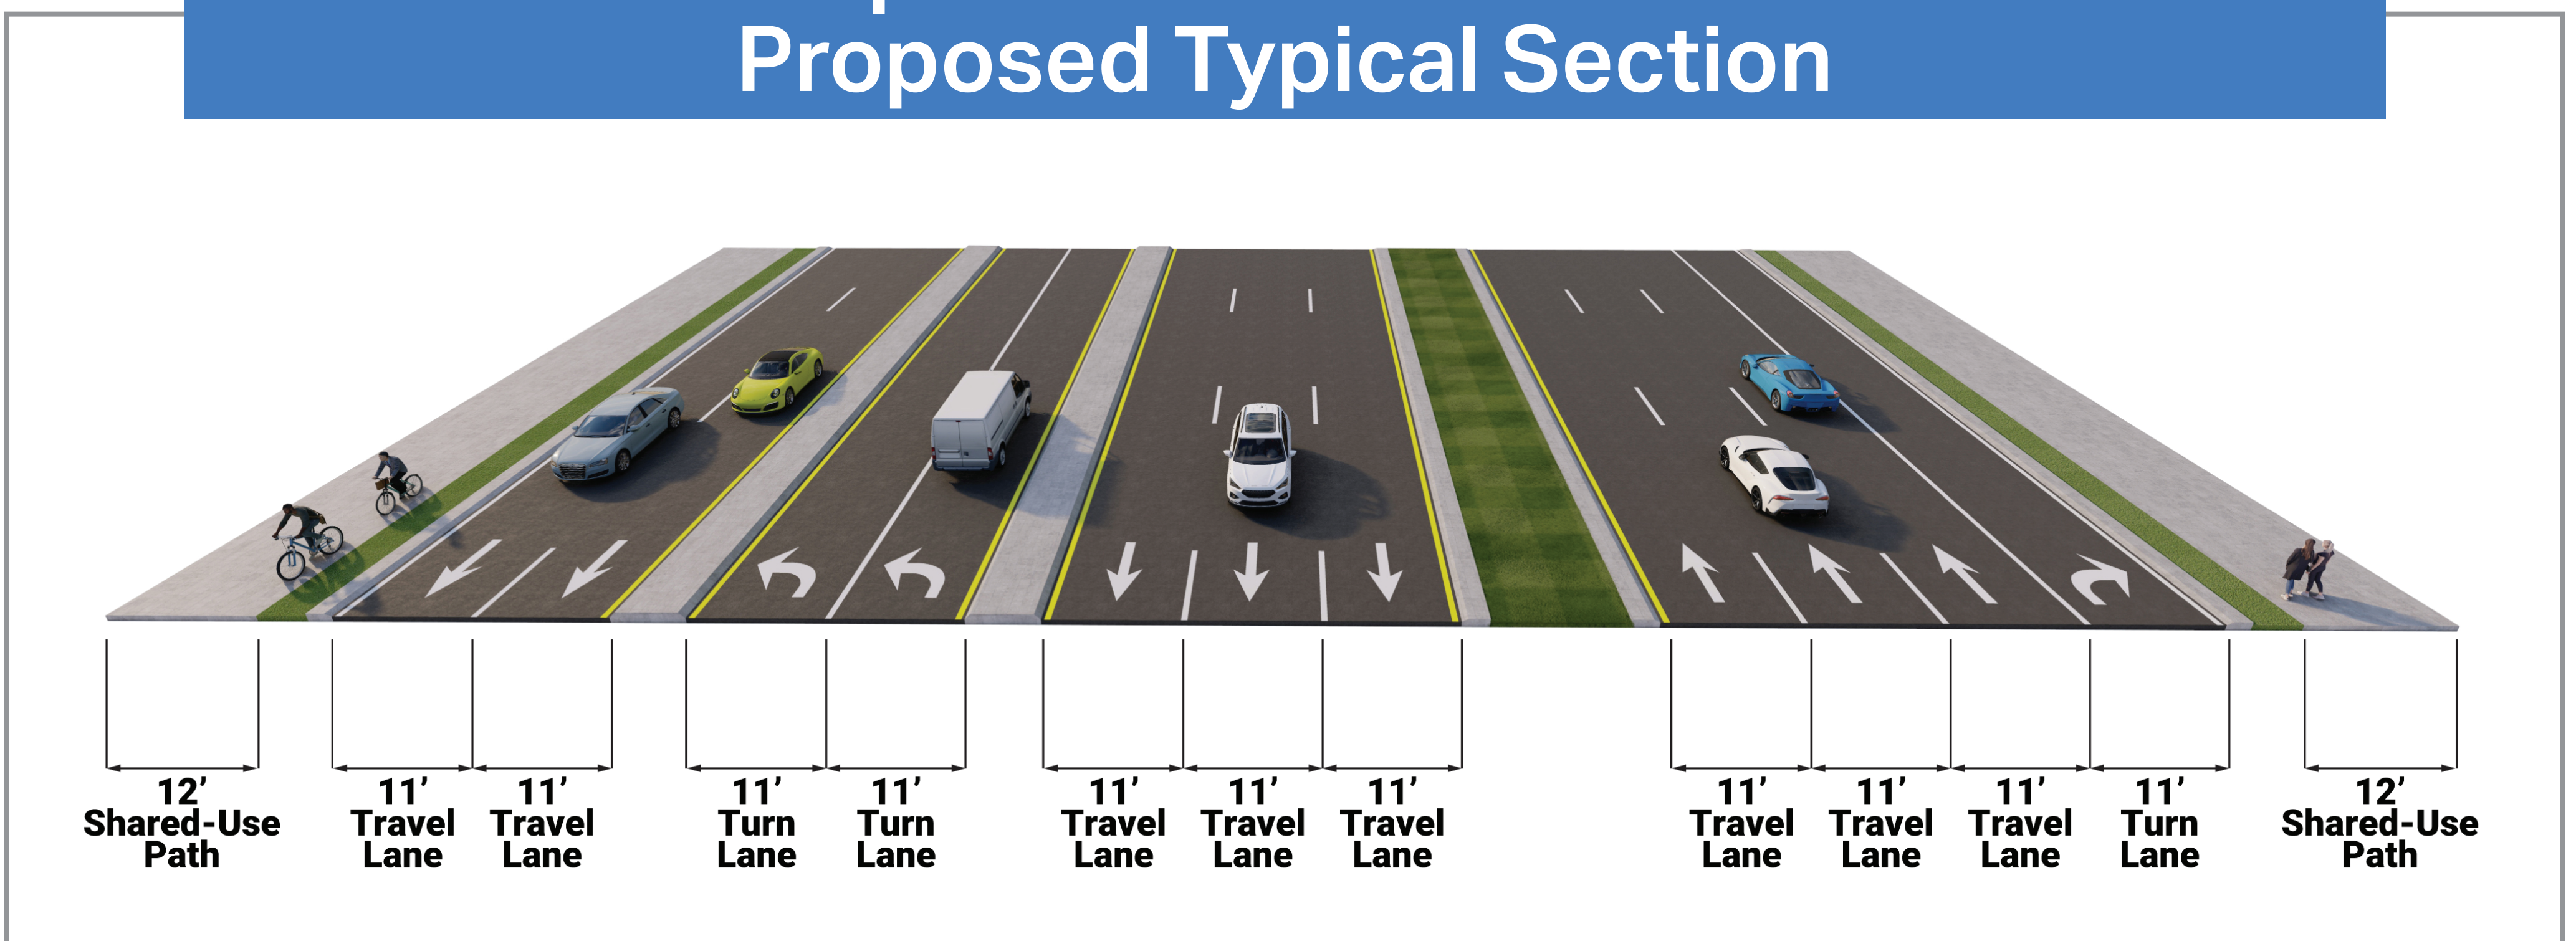 Proposed Typical Section
12’
Shared-Use
Path
11’
Travel
Lane
11’
Travel
Lane
11’
Turn
Lane
11’
Turn
Lane
11’
Travel
Lane
11’
Travel
Lane
11’
Travel
Lane
11’
Travel
Lane
11’
Travel
Lane
11’
Travel
Lane
11’
Turn
Lane
12’
Shared-Use
Path